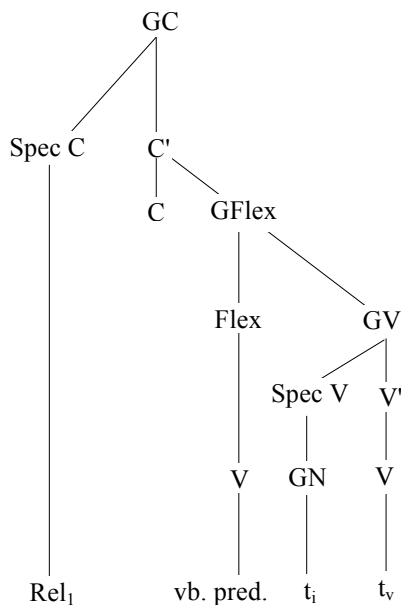 GC
Spec C C'
C GFlex
Flex GV
Spec V V'
V GN V
Rel₁ vb. pred. tᵢ tᵥ